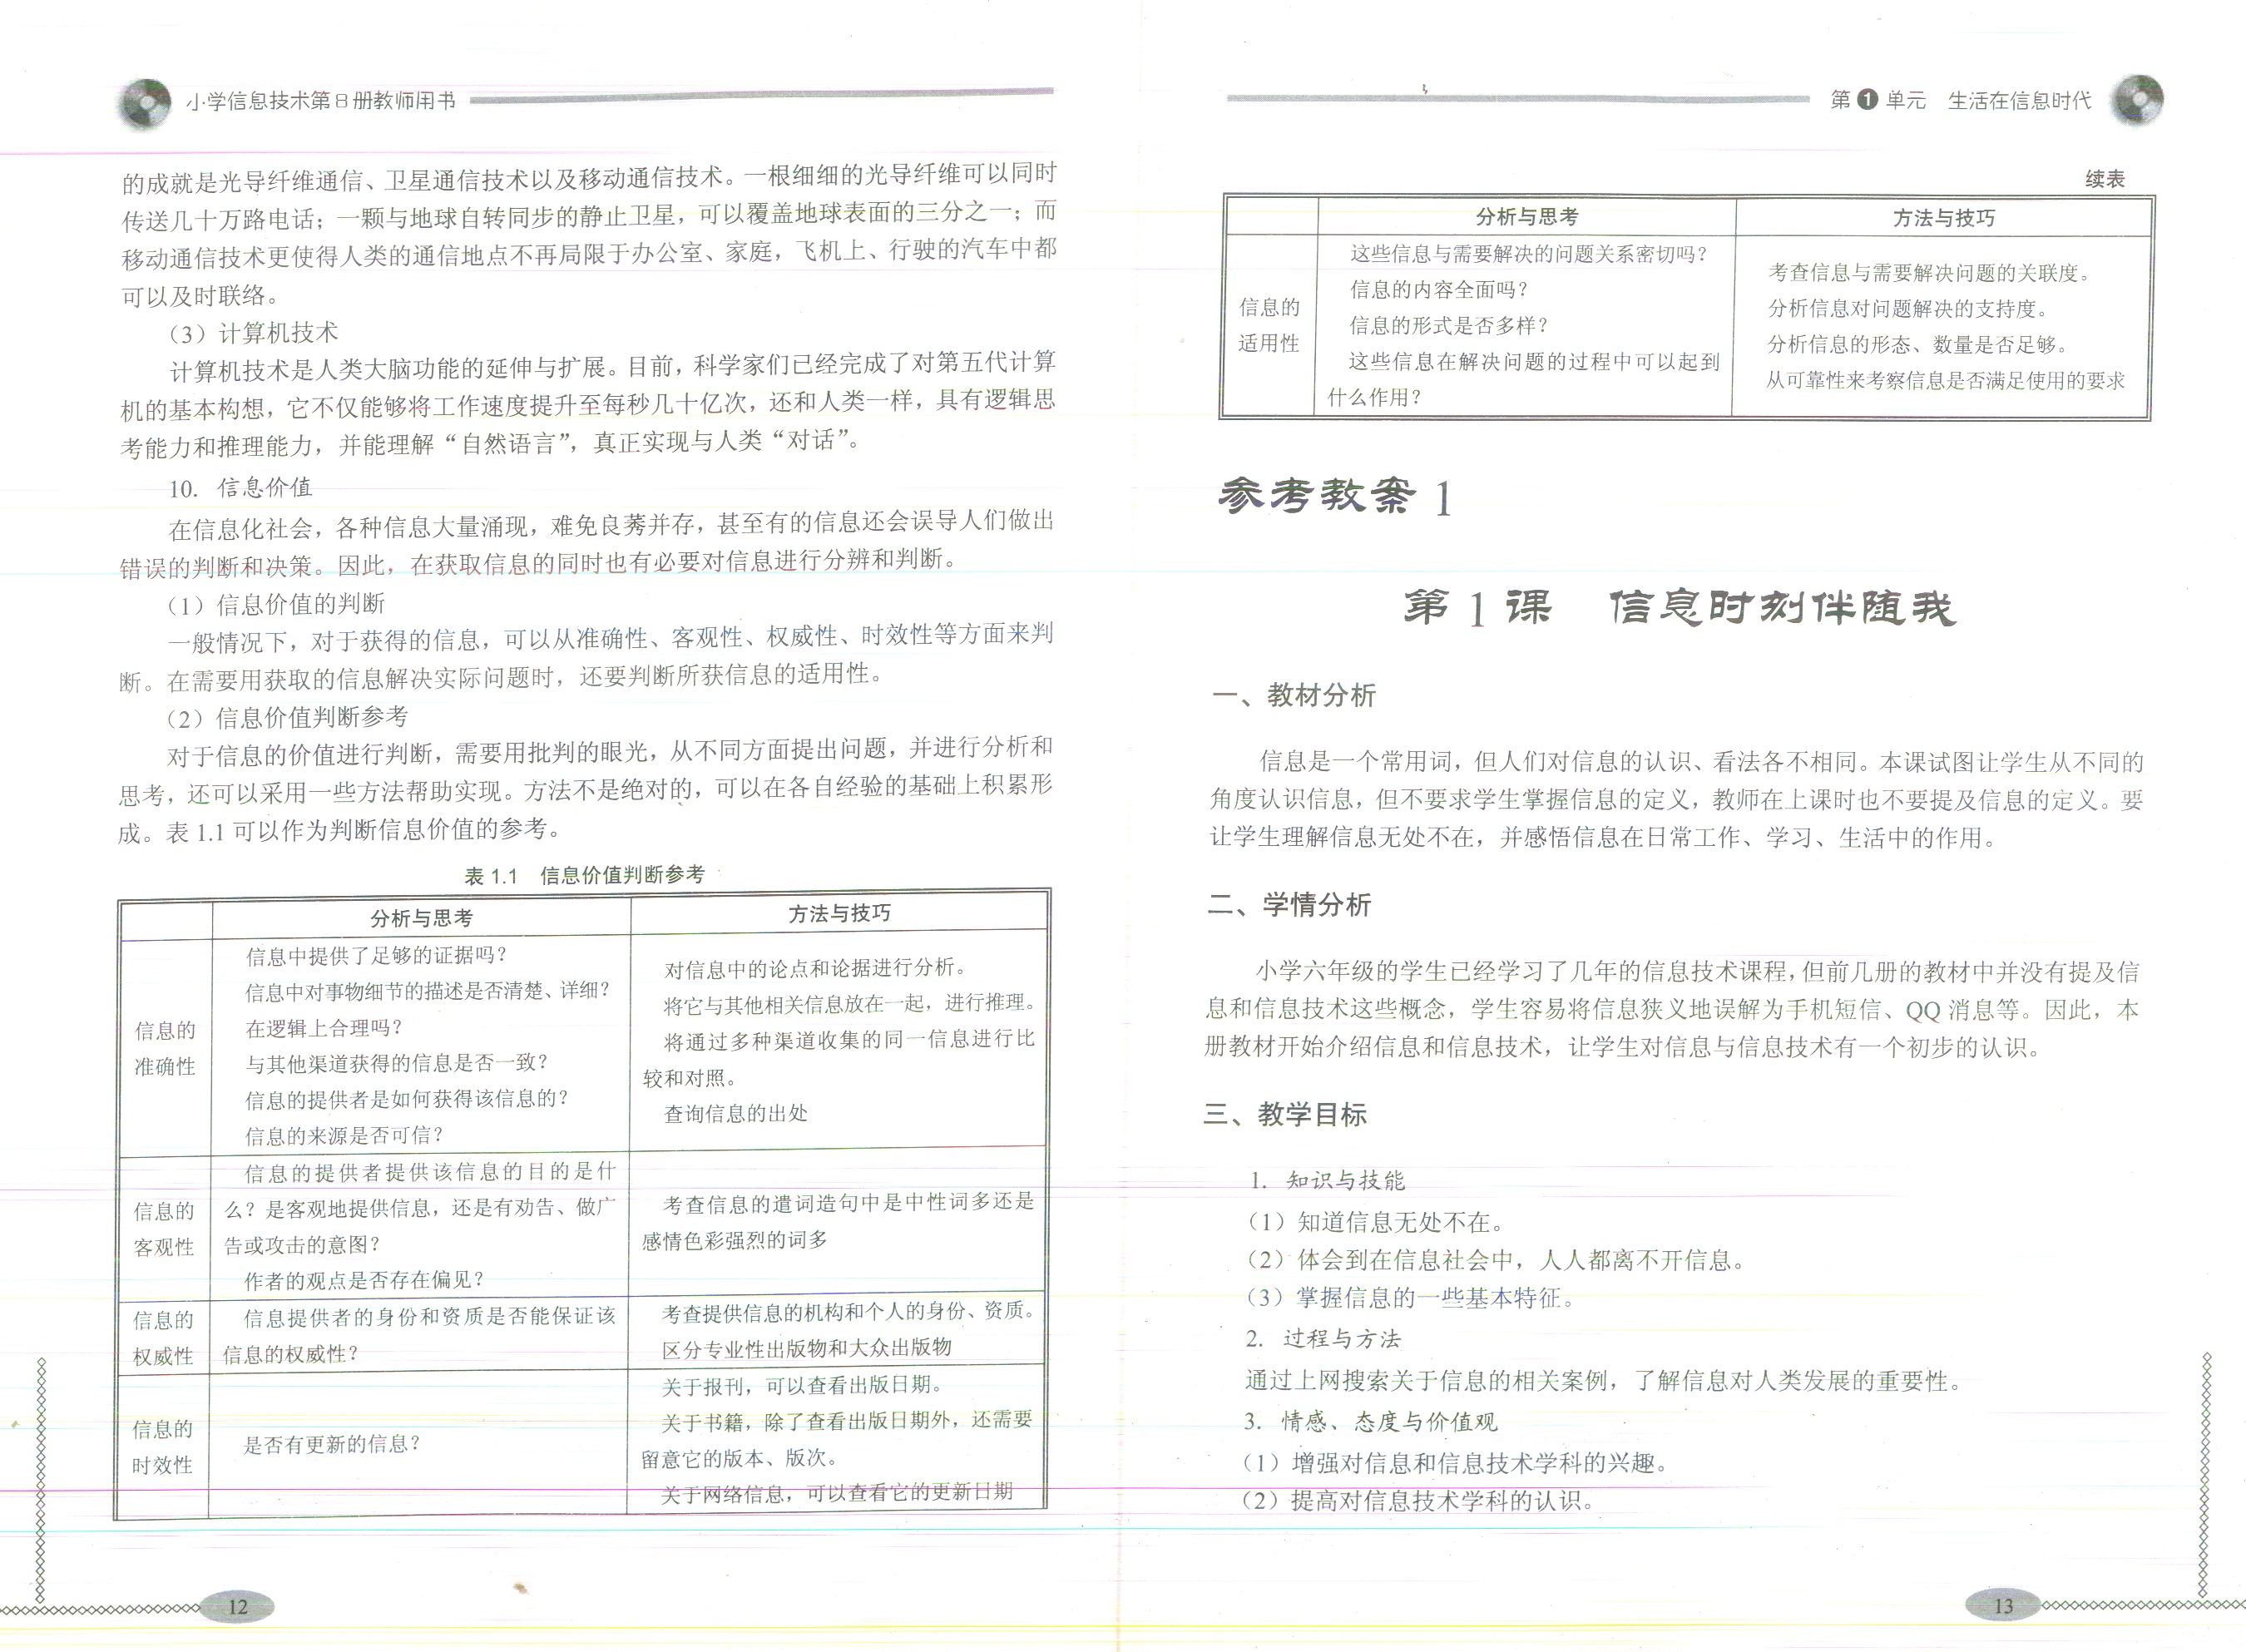 小学信息技术第8册教师用书
的成就是光导纤维通信、卫星通信技术以及移动通信技术。一根细细的光导纤维可以同时
传送几十万路电话；一颗与地球自转同步的静止卫星，可以覆盖地球表面的三分之一；而
移动通信技术更使得人类的通信地点不再局限于办公室、家庭，飞机上、行驶的汽车中都
可以及时联络。
（3）计算机技术
计算机技术是人类大脑功能的延伸与扩展。目前，科学家们已经完成了对第五代计算
机的基本构想，它不仅能够将工作速度提升至每秒几十亿次，还和人类一样，具有逻辑思
考能力和推理能力，并能理解“自然语言”，真正实现与人类“对话”。
10. 信息价值
在信息化社会，各种信息大量涌现，难免良莠并存，甚至有的信息还会误导人们做出
错误的判断和决策。因此，在获取信息的同时也有必要对信息进行分辨和判断。
（1）信息价值的判断
一般情况下，对于获得的信息，可以从准确性、客观性、权威性、时效性等方面来判
断。在需要用获取的信息解决实际问题时，还要判断所获信息的适用性。
（2）信息价值判断参考
对于信息的价值进行判断，需要用批判的眼光，从不同方面提出问题，并进行分析和
思考，还可以采用一些方法帮助实现。方法不是绝对的，可以在各自经验的基础上积累形
成。表 1.1 可以作为判断信息价值的参考。
表 1.1 信息价值判断参考
分析与思考
方法与技巧
信息的
准确性
信息中提供了足够的证据吗？
信息中对事物细节的描述是否清楚、详细？
在逻辑上合理吗？
与其他渠道获得的信息是否一致？
信息的提供者是如何获得该信息的？
信息的来源是否可信？
对信息中的论点和论据进行分析。
将它与其他相关信息放在一起，进行推理。
将通过多种渠道收集的同一信息进行比
较和对照。
查询信息的出处
信息的
客观性
信息的提供者提供该信息的目的是什
么？是客观地提供信息，还是有劝告、做广
告或攻击的意图？
作者的观点是否存在偏见？
考查信息的遣词造句中是中性词多还是
感情色彩强烈的词多
信息的
权威性
信息提供者的身份和资质是否能保证该
信息的权威性？
考查提供信息的机构和个人的身份、资质。
区分专业性出版物和大众出版物
信息的
时效性
是否有更新的信息？
关于报刊，可以查看出版日期。
关于书籍，除了查看出版日期外，还需要
留意它的版本、版次。
关于网络信息，可以查看它的更新日期
12
第1单元 生活在信息时代
续表
分析与思考
方法与技巧
信息的
适用性
这些信息与需要解决的问题关系密切吗？
信息的内容全面吗？
信息的形式是否多样？
这些信息在解决问题的过程中可以起到
什么作用？
考查信息与需要解决问题的关联度。
分析信息对问题解决的支持度。
分析信息的形态、数量是否足够。
从可靠性来考察信息是否满足使用的要求
参考教案 1
第 1 课 信息时刻伴随我
一、教材分析
信息是一个常用词，但人们对信息的认识、看法各不相同。本课试图让学生从不同的
角度认识信息，但不要求学生掌握信息的定义，教师在上课时也不要提及信息的定义。要
让学生理解信息无处不在，并感悟信息在日常工作、学习、生活中的作用。
二、学情分析
小学六年级的学生已经学习了几年的信息技术课程，但前几册的教材中并没有提及信
息和信息技术这些概念，学生容易将信息狭义地误解为手机短信、QQ 消息等。因此，本
册教材开始介绍信息和信息技术，让学生对信息与信息技术有一个初步的认识。
三、教学目标
1. 知识与技能
（1）知道信息无处不在。
（2）体会到在信息社会中，人人都离不开信息。
（3）掌握信息的一些基本特征。
2. 过程与方法
通过上网搜索关于信息的相关案例，了解信息对人类发展的重要性。
3. 情感、态度与价值观
（1）增强对信息和信息技术学科的兴趣。
（2）提高对信息技术学科的认识。
13